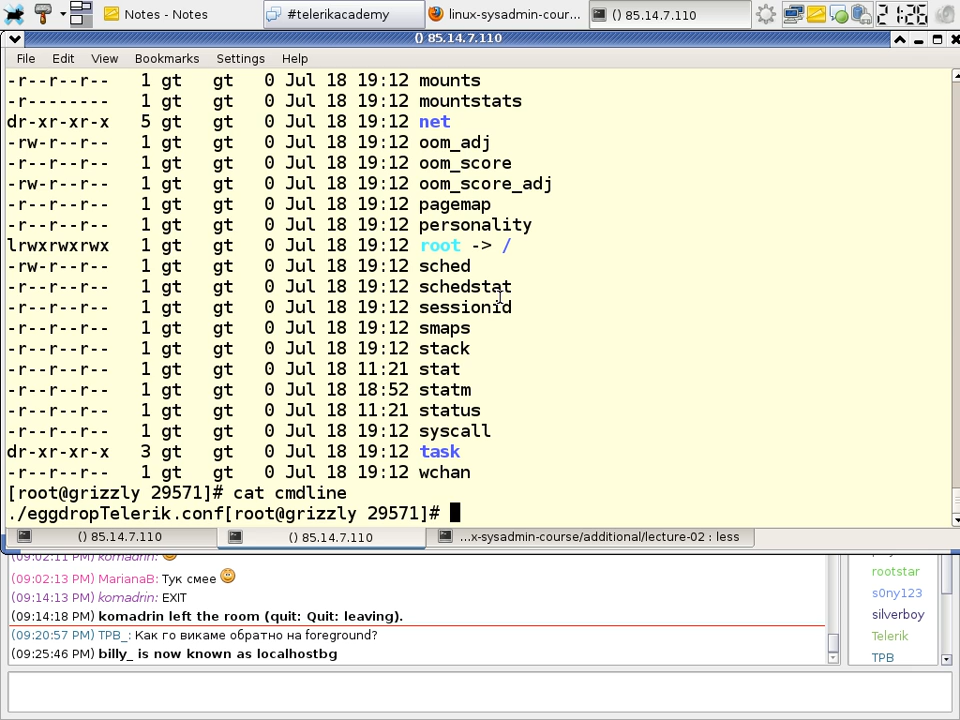 Notes - Notes
#telerikacademy
linux-sysadmin-cour...
() 85.14.7.110
21:26
() 85.14.7.110
File Edit View Bookmarks Settings Help
-r--r--r-- 1 gt gt 0 Jul 18 19:12 mounts
-r-------- 1 gt gt 0 Jul 18 19:12 mountstats
dr-xr-xr-x 5 gt gt 0 Jul 18 19:12 net
-rw-r--r-- 1 gt gt 0 Jul 18 19:12 oom_adj
-r--r--r-- 1 gt gt 0 Jul 18 19:12 oom_score
-rw-r--r-- 1 gt gt 0 Jul 18 19:12 oom_score_adj
-r--r--r-- 1 gt gt 0 Jul 18 19:12 pagemap
-r--r--r-- 1 gt gt 0 Jul 18 19:12 personality
lrwxrwxrwx 1 gt gt 0 Jul 18 19:12 root -> /
-rw-r--r-- 1 gt gt 0 Jul 18 19:12 sched
-r--r--r-- 1 gt gt 0 Jul 18 19:12 schedstat
-r--r--r-- 1 gt gt 0 Jul 18 19:12 sessionid
-r--r--r-- 1 gt gt 0 Jul 18 19:12 smaps
-r--r--r-- 1 gt gt 0 Jul 18 19:12 stack
-r--r--r-- 1 gt gt 0 Jul 18 11:21 stat
-r--r--r-- 1 gt gt 0 Jul 18 18:52 statm
-r--r--r-- 1 gt gt 0 Jul 18 11:21 status
-r--r--r-- 1 gt gt 0 Jul 18 19:12 syscall
dr-xr-xr-x 3 gt gt 0 Jul 18 19:12 task
-r--r--r-- 1 gt gt 0 Jul 18 19:12 wchan
[root@grizzly 29571]# cat cmdline
./eggdropTelerik.conf[root@grizzly 29571]#
() 85.14.7.110
() 85.14.7.110
...x-sysadmin-course/additional/lecture-02 : less
(09:02:11 PM) komadrin:
(09:02:13 PM) MarianaB: Тук смее
(09:14:13 PM) komadrin: EXIT
(09:14:18 PM) komadrin left the room (quit: Quit: leaving).
(09:20:57 PM) TPB_: Как го викаме обратно на foreground?
(09:25:46 PM) billy_ is now known as localhostbg
rootstar
s0ny123
silverboy
Telerik
TPB